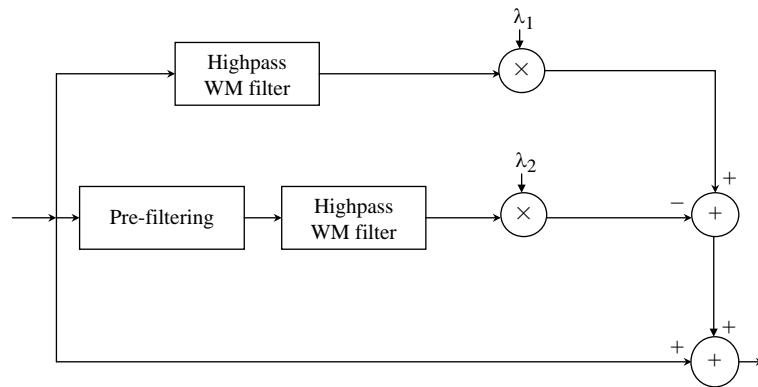 λ1
Highpass
WM filter
×
+
λ2
Pre-filtering
Highpass
WM filter
×
−
+
+
+
+